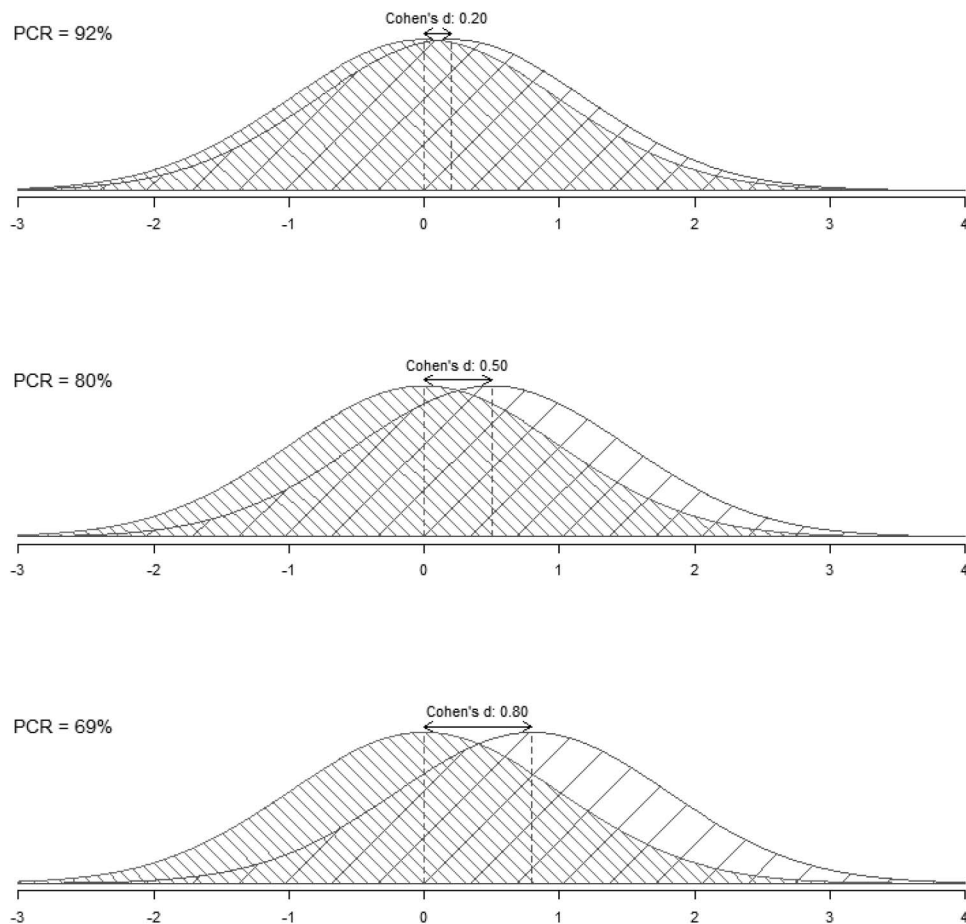 Cohen's d: 0.20
PCR = 92%
-3 -2 -1 0 1 2 3 4
Cohen's d: 0.50
PCR = 80%
-3 -2 -1 0 1 2 3 4
Cohen's d: 0.80
PCR = 69%
-3 -2 -1 0 1 2 3 4